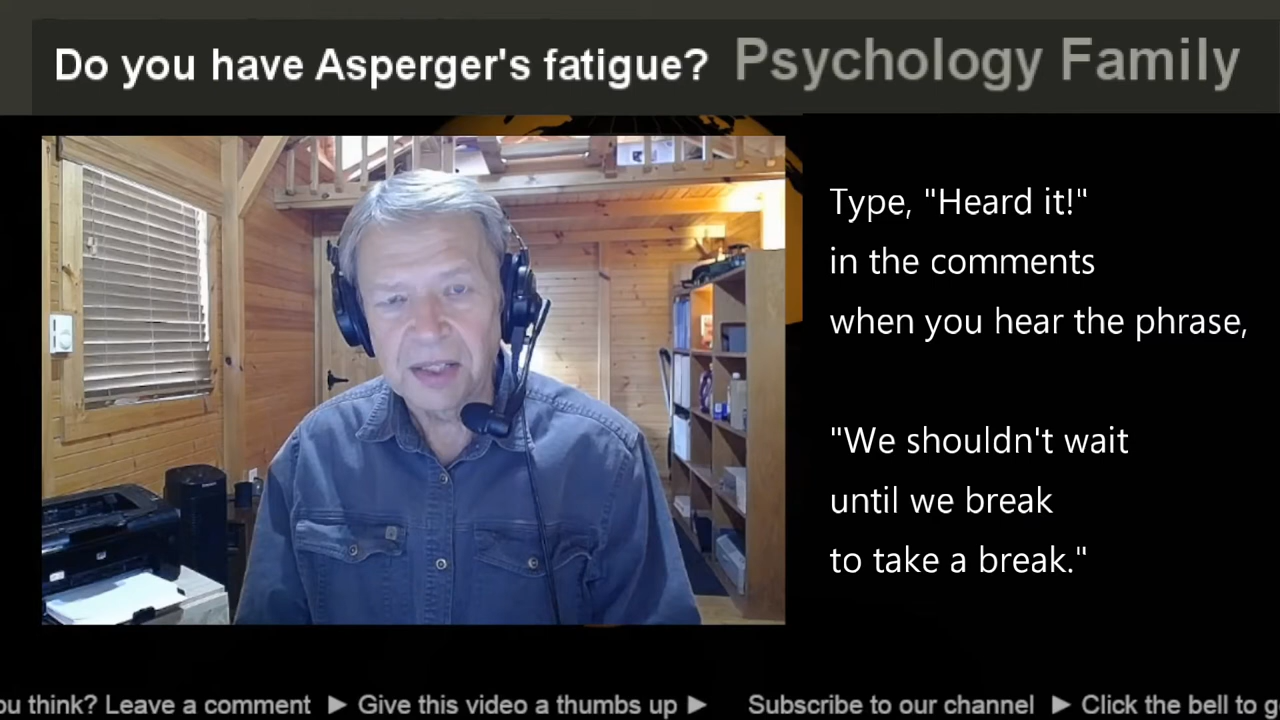 Do you have Asperger's fatigue? Psychology Family
Type, "Heard it!"
in the comments
when you hear the phrase,
"We shouldn't wait
until we break
to take a break."
ou think? Leave a comment ► Give this video a thumbs up ► Subscribe to our channel ► Click the bell to g